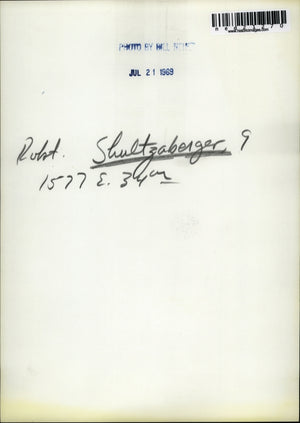 PHOTO BY
JUL 21 1969
Robt. Shultzaberger, 9
1577 E. 34